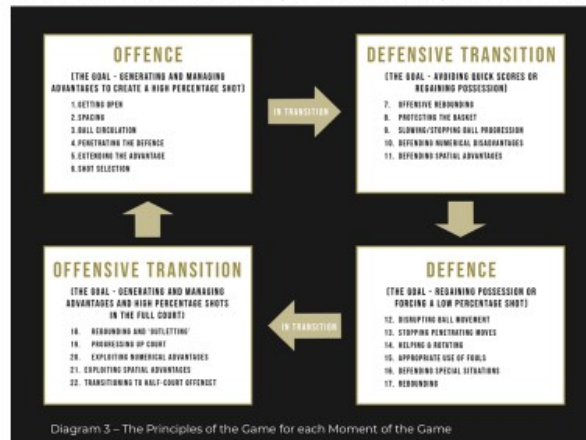 OFFENCE
[THE GOAL - GENERATING AND MANAGING
ADVANTAGES TO CREATE A HIGH PERCENTAGE SHOT]
1. GETTING OPEN
2. SPACING
3. BALL CIRCULATION
4. PENETRATING THE DEFENCE
5. EXTENDING THE ADVANTAGE
6. SHOT SELECTION
IN TRANSITION
DEFENSIVE TRANSITION
[THE GOAL - AVOIDING QUICK SCORES OR
REGAINING POSSESSION]
7. OFFENSIVE REBOUNDING
8. PROTECTING THE BASKET
9. SLOWING/STOPPING BALL PROGRESSION
10. DEFENDING NUMERICAL DISADVANTAGES
11. DEFENDING SPATIAL ADVANTAGES
OFFENSIVE TRANSITION
[THE GOAL - GENERATING AND MANAGING
ADVANTAGES AND HIGH PERCENTAGE SHOTS
IN THE FULL COURT]
18. REBOUNDING AND 'OUTLETTING'
19. PROGRESSING UP COURT
20. EXPLOITING NUMERICAL ADVANTAGES
21. EXPLOITING SPATIAL ADVANTAGES
22. TRANSITIONING TO HALF-COURT OFFENCET
IN TRANSITION
DEFENCE
[THE GOAL - REGAINING POSSESSION OR
FORCING A LOW PERCENTAGE SHOT]
12. DISRUPTING BALL MOVEMENT
13. STOPPING PENETRATING MOVES
14. HELPING & ROTATING
15. APPROPRIATE USE OF FOULS
16. DEFENDING SPECIAL SITUATIONS
17. REBOUNDING
Diagram 3 – The Principles of the Game for each Moment of the Game